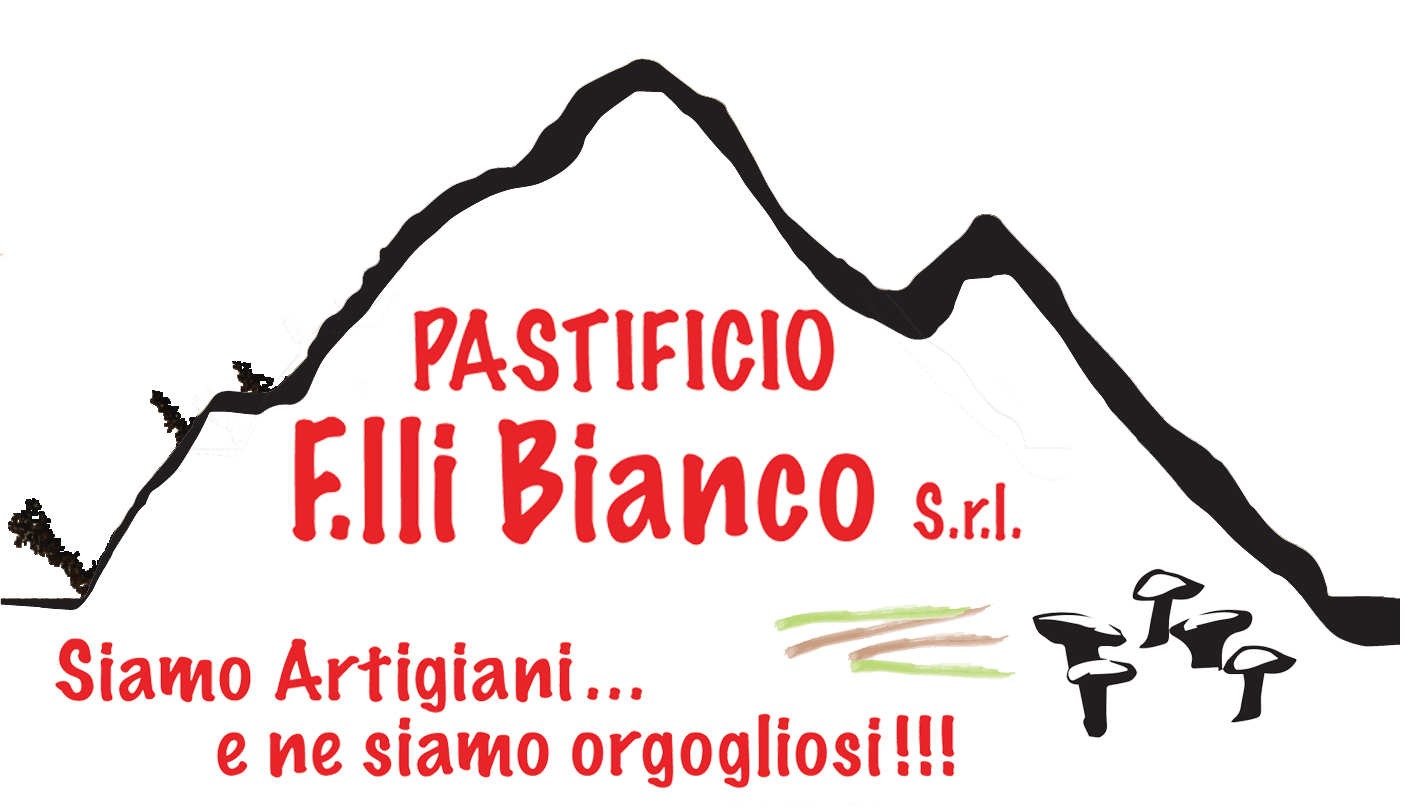 PASTIFICIO
F.lli Bianco S.r.l.
Siamo Artigiani...
e ne siamo orgogliosi!!!